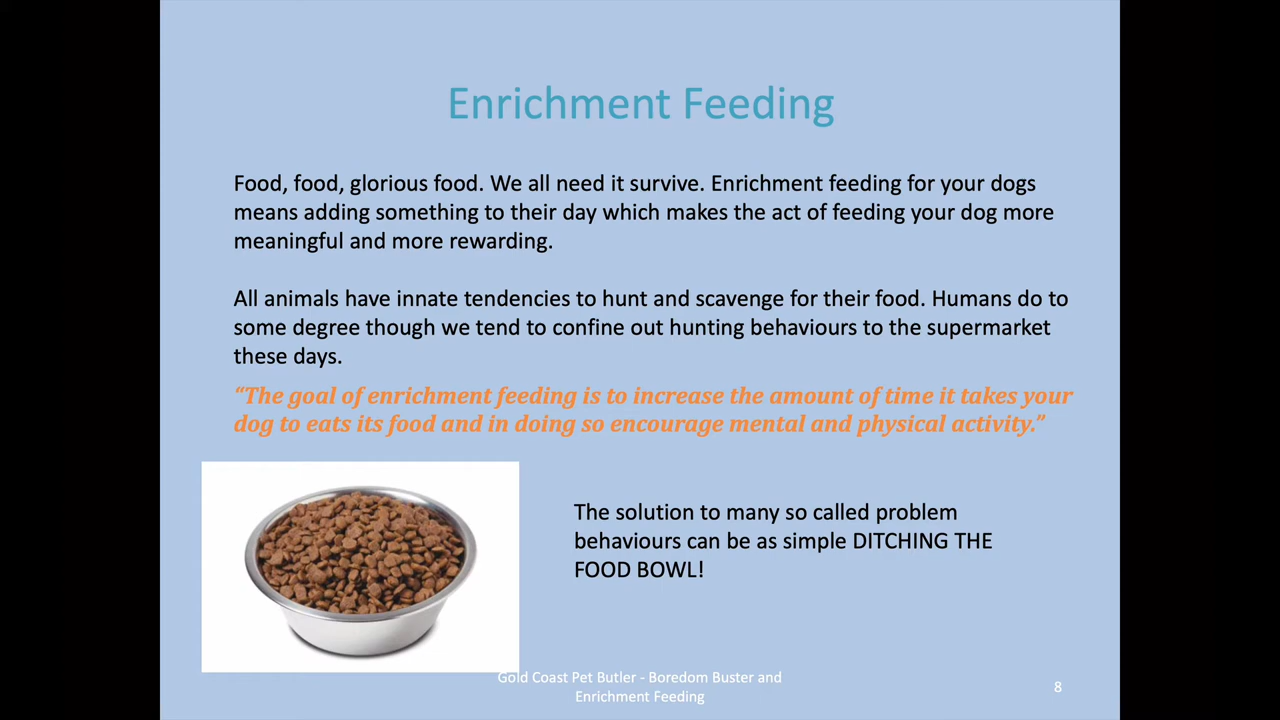 Enrichment Feeding
Food, food, glorious food. We all need it survive. Enrichment feeding for your dogs
means adding something to their day which makes the act of feeding your dog more
meaningful and more rewarding.
All animals have innate tendencies to hunt and scavenge for their food. Humans do to
some degree though we tend to confine out hunting behaviours to the supermarket
these days.
“The goal of enrichment feeding is to increase the amount of time it takes your
dog to eats its food and in doing so encourage mental and physical activity.”
The solution to many so called problem
behaviours can be as simple DITCHING THE
FOOD BOWL!
Gold Coast Pet Butler - Boredom Buster and
Enrichment Feeding
8